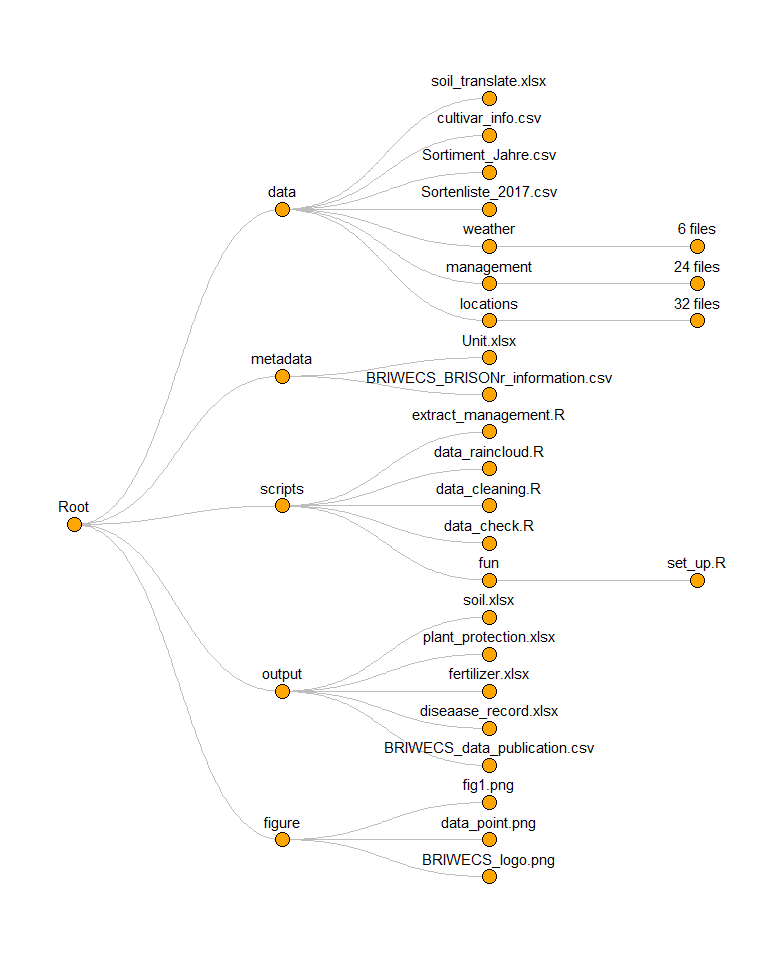 soil_translate.xlsx
cultivar_info.csv
Sortiment_Jahre.csv
data
Sortenliste_2017.csv
weather
6 files
management
24 files
locations
32 files
Unit.xlsx
metadata
BRIWECS_BRISONr_information.csv
extract_management.R
data_raincloud.R
scripts
data_cleaning.R
Root
data_check.R
fun
set_up.R
soil.xlsx
plant_protection.xlsx
output
fertilizer.xlsx
diseaase_record.xlsx
BRIWECS_data_publication.csv
fig1.png
figure
data_point.png
BRIWECS_logo.png